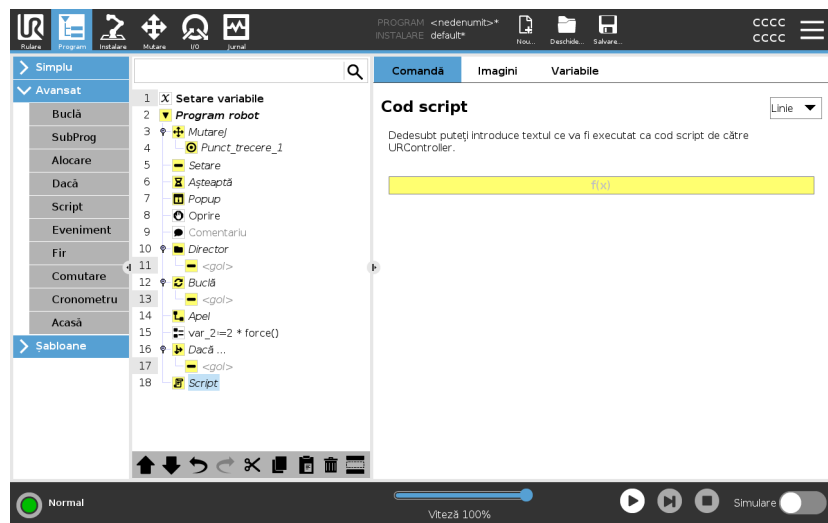 UR
Rulare
Program
Instalare
Mutare
I/O
Jurnal
PROGRAM <nedenumit>*
INSTALARE default*
Nou...
Deschide...
Salvare...
CCCC
CCCC
Simplu
Avansat
Buclă
SubProg
Alocare
Dacă
Script
Eveniment
Fir
Comutare
Cronometru
Acasă
Șabloane
1 X Setare variabile
2 Program robot
3 MutareJ
4 Punct_trecere_1
5 Setare
6 Așteaptă
7 Popup
8 Oprire
9 Comentariu
10 Director
11 <gol>
12 Buclă
13 <gol>
14 Apel
15 var_2:=2 * force()
16 Dacă ...
17 <gol>
18 Script
Comandă
Imagini
Variabile
Cod script
Linie
Dedesubt puteți introduce textul ce va fi executat ca cod script de către
URController.
f(x)
Normal
Viteză 100%
Simulare